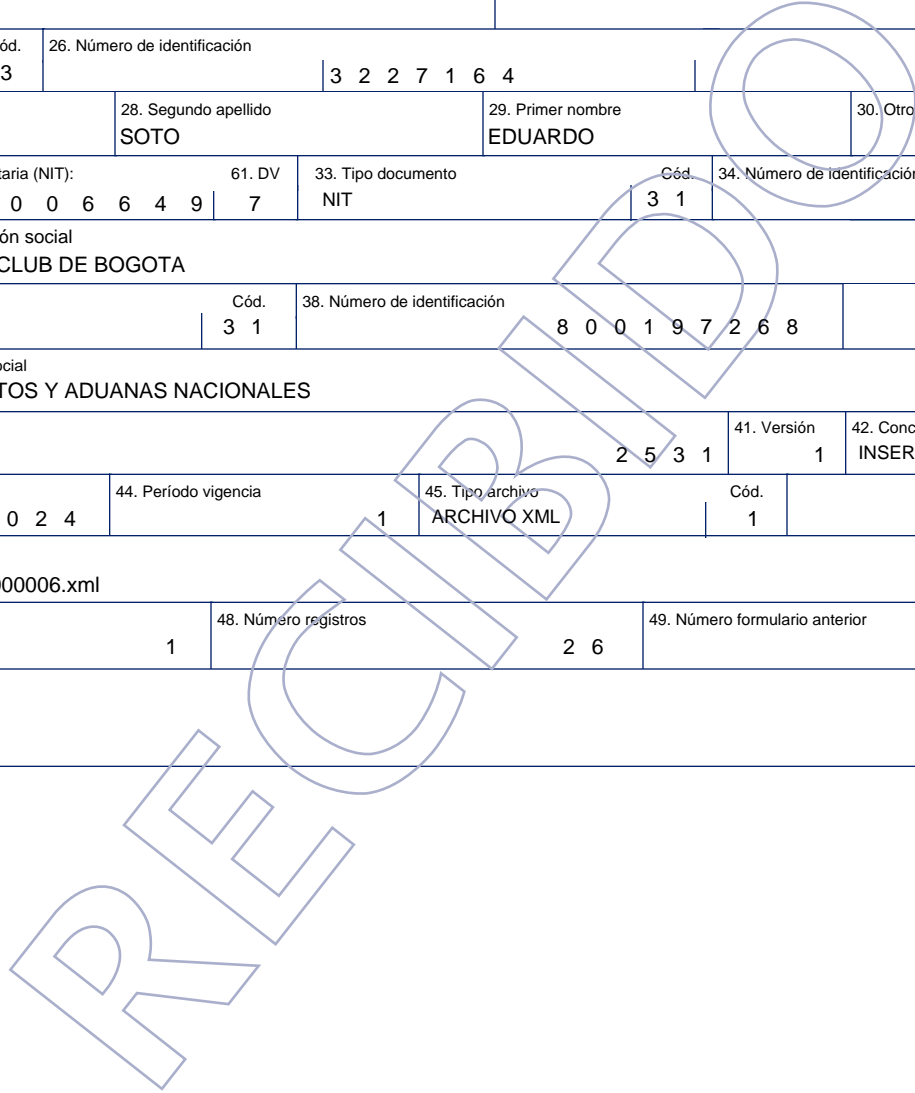 ód. 26. Número de identificación
3 3 2 2 7 1 6 4
28. Segundo apellido 29. Primer nombre 30. Otro
SOTO EDUARDO
taria (NIT): 61. DV 33. Tipo documento Cód. 34. Número de identificación
0 0 6 6 4 9 7 NIT 3 1
ón social
CLUB DE BOGOTA
Cód. 38. Número de identificación
3 1 8 0 0 1 9 7 2 6 8
ocial
TOS Y ADUANAS NACIONALES
41. Versión 42. Conc
2 5 3 1 1 INSER
44. Período vigencia 45. Tipo archivo Cód.
0 2 4 1 ARCHIVO XML 1
000006.xml
48. Número registros 49. Número formulario anterior
1 2 6
RECIBIDO